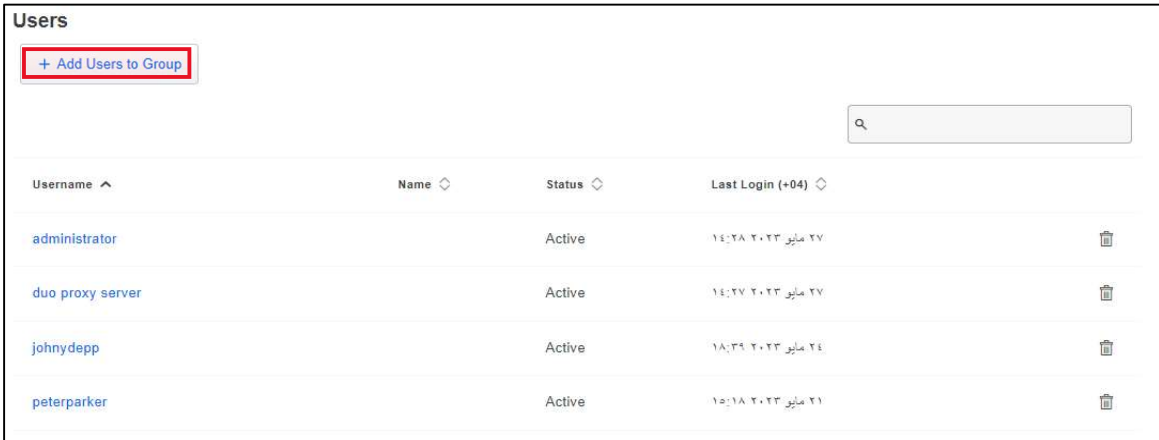 Users
+ Add Users to Group
Username Name Status Last Login (+04)
administrator Active ٢٧ مايو ٢٠٢٣ ١٤:٢٨
duo proxy server Active ٢٧ مايو ٢٠٢٣ ١٤:٢٧
johnydepp Active ٢٤ مايو ٢٠٢٣ ١٨:٣٩
peterparker Active ٢١ مايو ٢٠٢٣ ١٥:١٨